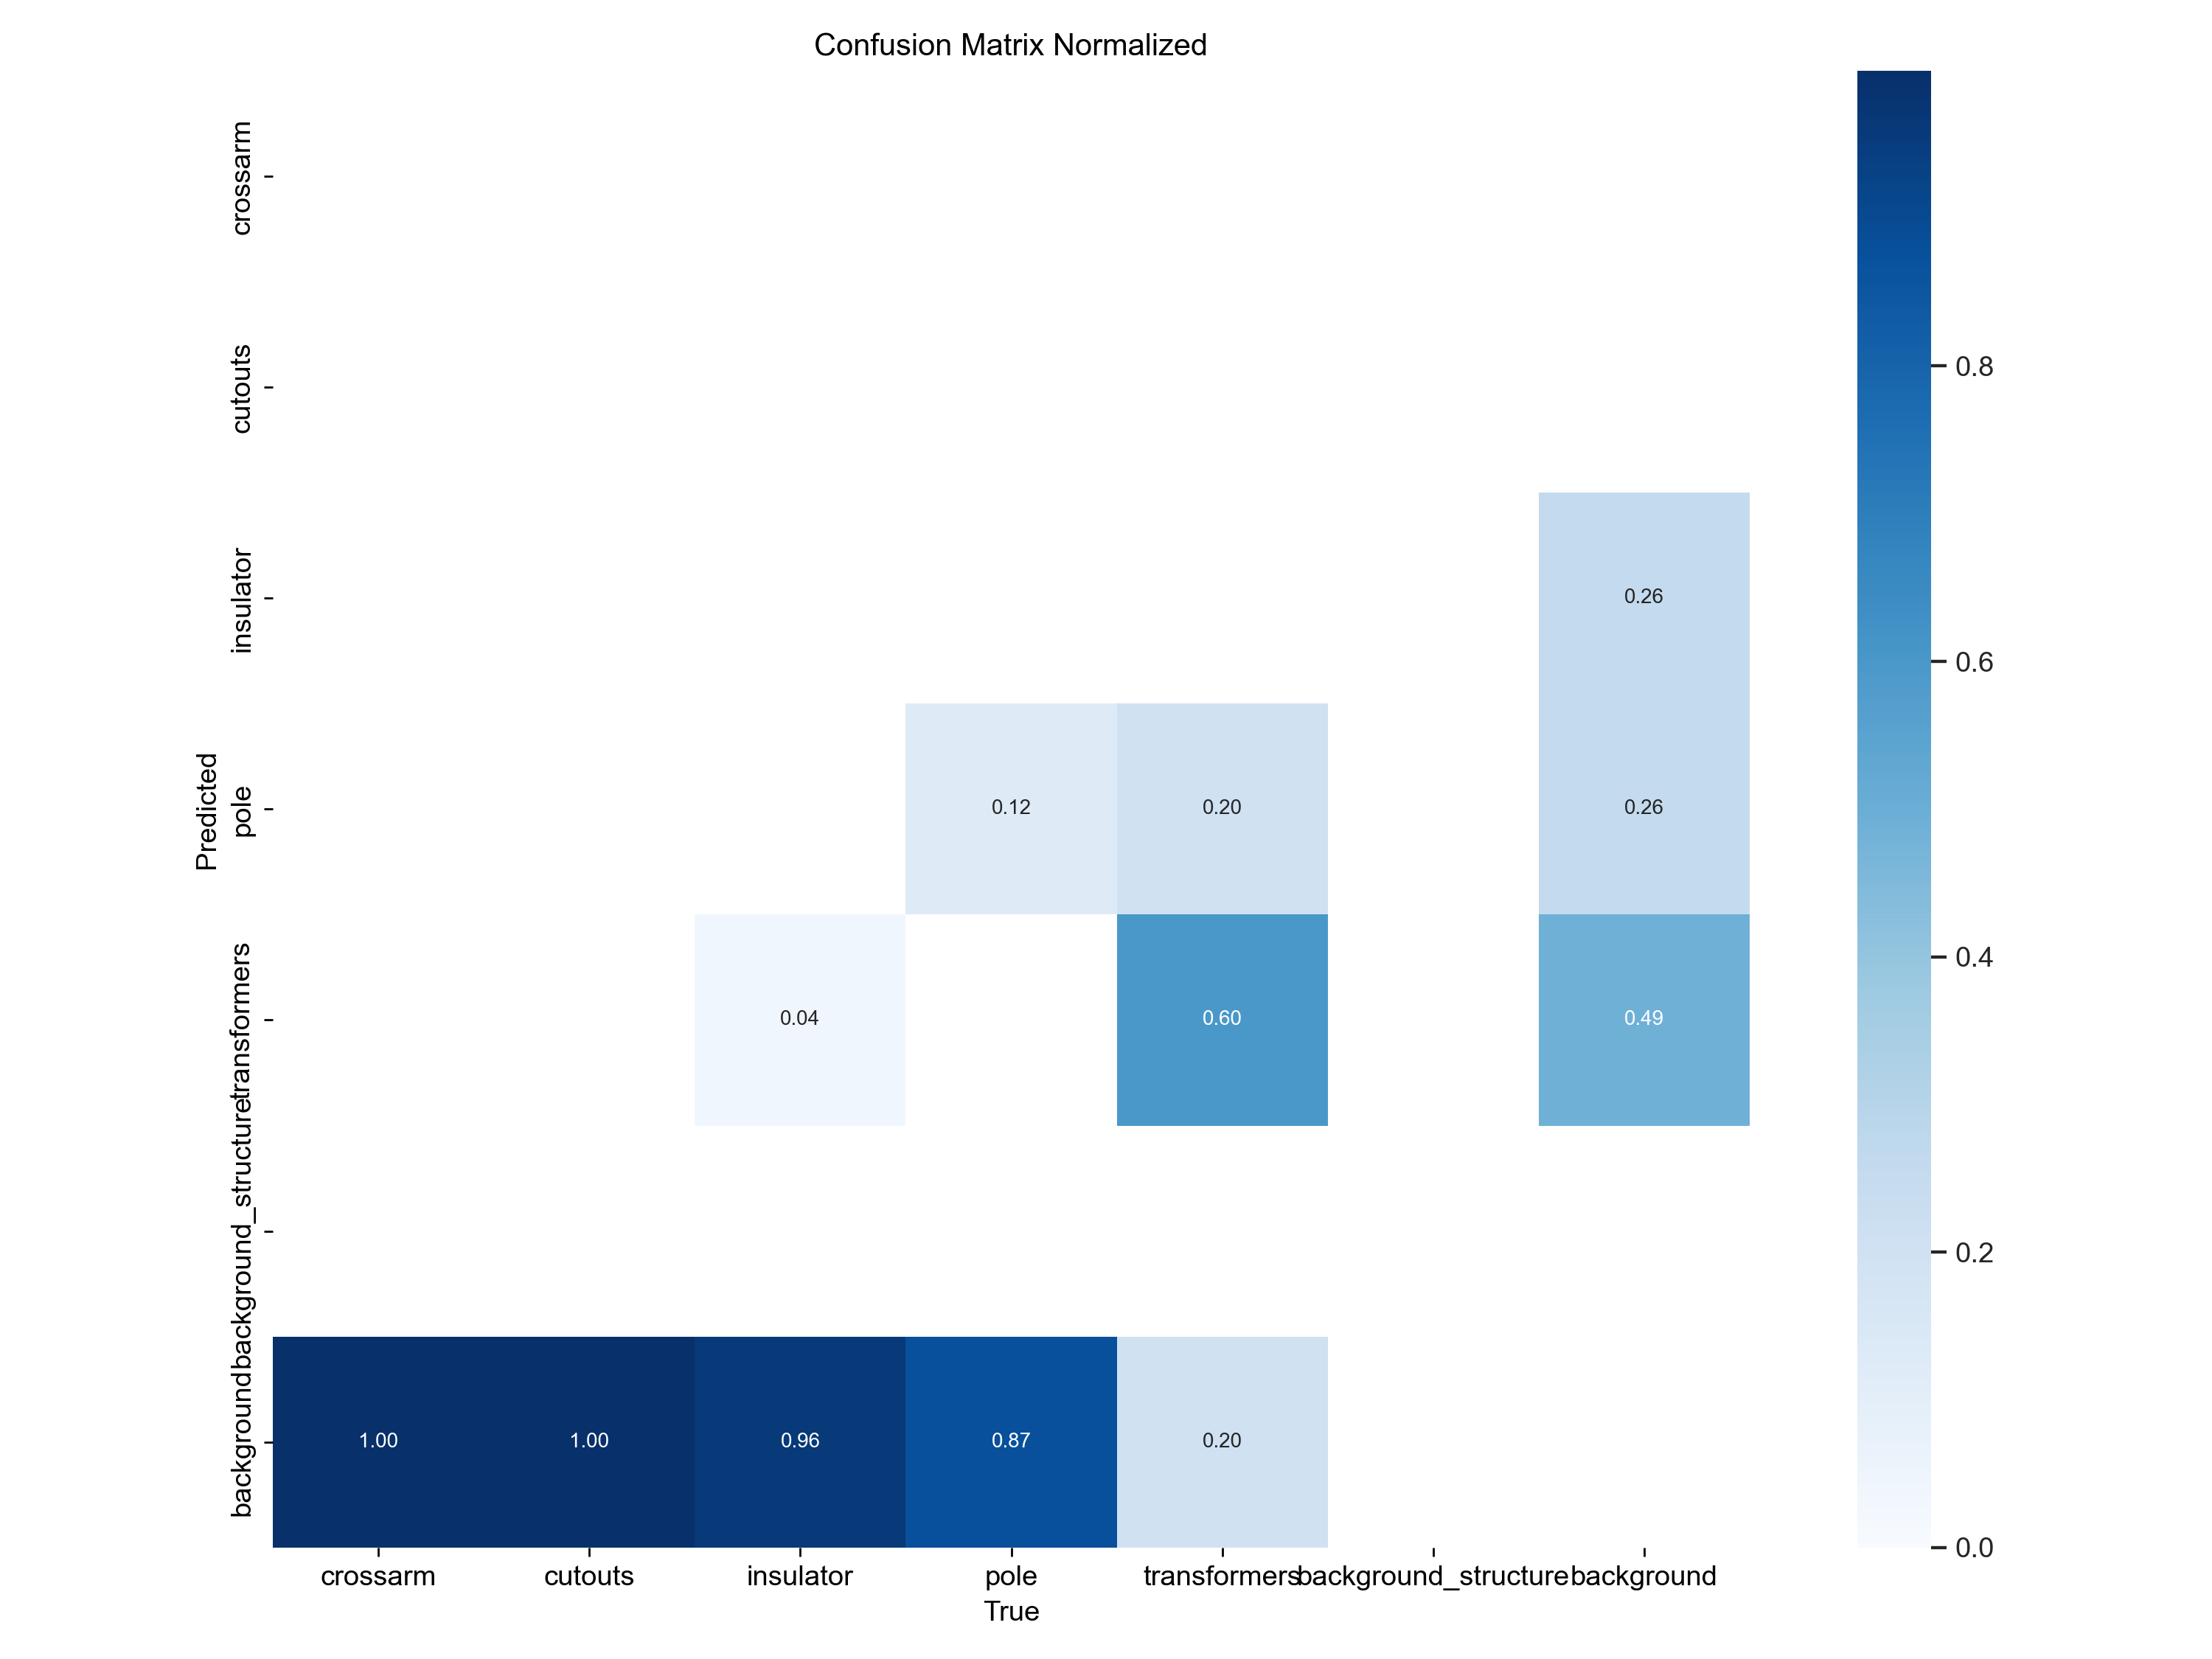 Confusion Matrix Normalized
crossarm
cutouts
insulator
pole
transformers
background_structure
background
Predicted
0.26
0.12 0.20 0.26
0.04 0.60 0.49
1.00 1.00 0.96 0.87 0.20
crossarm cutouts insulator pole transformers background_structure background
True
0.8
0.6
0.4
0.2
0.0